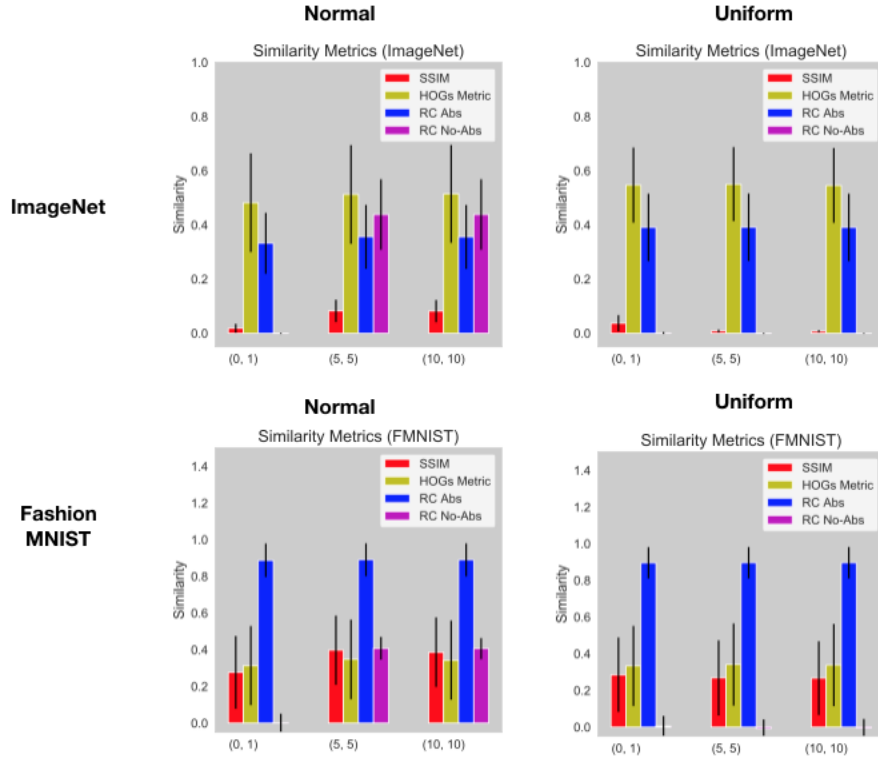 Normal
Uniform
ImageNet
Similarity Metrics (ImageNet)
Similarity
1.0
0.8
0.6
0.4
0.2
0.0
SSIM
HOGs Metric
RC Abs
RC No-Abs
(0, 1)
(5, 5)
(10, 10)
Similarity Metrics (ImageNet)
Similarity
1.0
0.8
0.6
0.4
0.2
0.0
SSIM
HOGs Metric
RC Abs
RC No-Abs
(0, 1)
(5, 5)
(10, 10)
Normal
Uniform
Fashion
MNIST
Similarity Metrics (FMNIST)
Similarity
1.4
1.2
1.0
0.8
0.6
0.4
0.2
0.0
SSIM
HOGs Metric
RC Abs
RC No-Abs
(0, 1)
(5, 5)
(10, 10)
Similarity Metrics (FMNIST)
Similarity
1.4
1.2
1.0
0.8
0.6
0.4
0.2
0.0
SSIM
HOGs Metric
RC Abs
RC No-Abs
(0, 1)
(5, 5)
(10, 10)